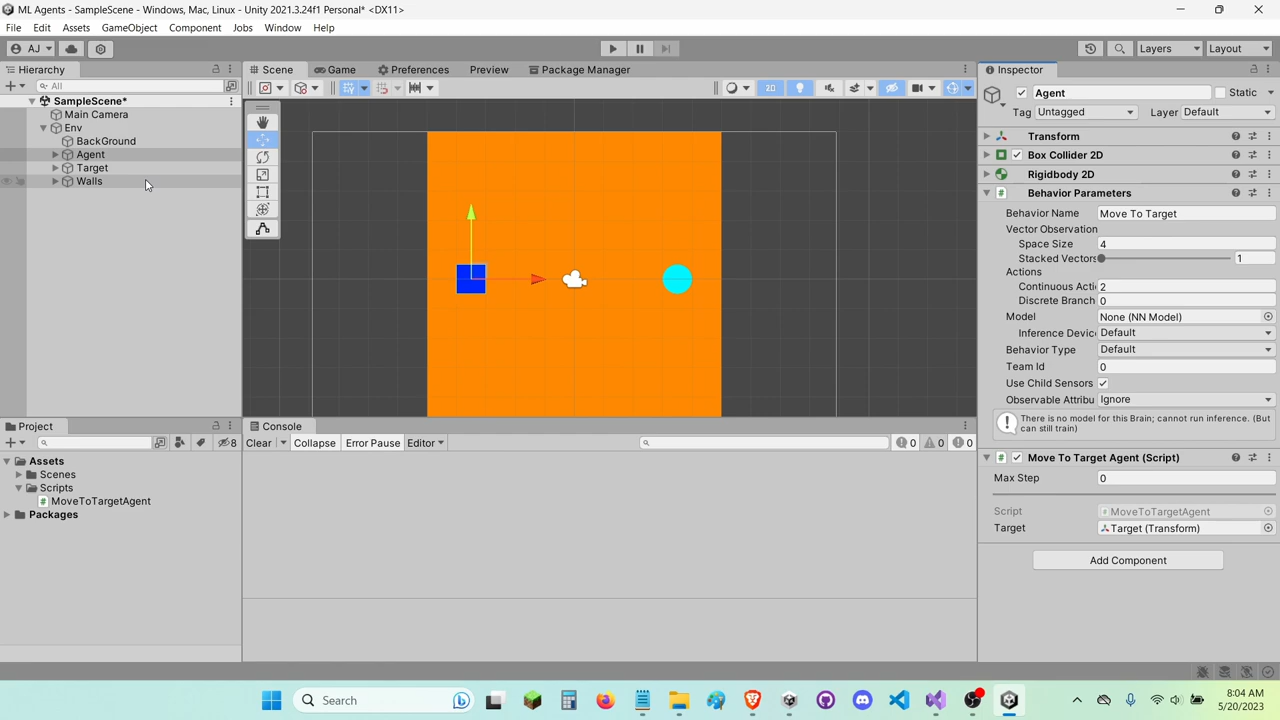 ML Agents - SampleScene - Windows, Mac, Linux - Unity 2021.3.24f1 Personal* <DX11>
File Edit Assets GameObject Component Jobs Window Help
AJ
Layers Layout
Hierarchy
All
SampleScene*
Main Camera
Env
BackGround
Agent
Target
Walls
Scene Game Preferences Preview Package Manager
2D
Inspector
Agent Static
Tag Untagged Layer Default
Transform
Box Collider 2D
Rigidbody 2D
Behavior Parameters
Behavior Name Move To Target
Vector Observation
Space Size 4
Stacked Vectors 1
Actions
Continuous Acti 2
Discrete Branch 0
Model None (NN Model)
Inference Devic Default
Behavior Type Default
Team Id 0
Use Child Sensors
Observable Attribu Ignore
There is no model for this Brain; cannot run inference. (But
can still train)
Move To Target Agent (Script)
Max Step 0
Script MoveToTargetAgent
Target Target (Transform)
Add Component
Project
8
Assets
Scenes
Scripts
MoveToTargetAgent
Packages
Console
Clear Collapse Error Pause Editor
0 0 0
Search
8:04 AM
5/20/2023